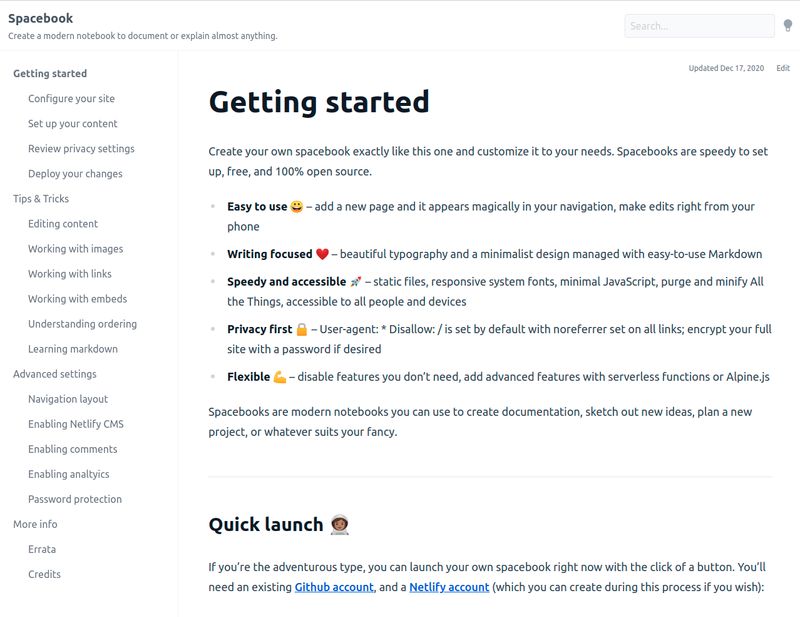 Spacebook
Create a modern notebook to document or explain almost anything.
Search...
Getting started
Configure your site
Set up your content
Review privacy settings
Deploy your changes
Tips & Tricks
Editing content
Working with images
Working with links
Working with embeds
Understanding ordering
Learning markdown
Advanced settings
Navigation layout
Enabling Netlify CMS
Enabling comments
Enabling analtyics
Password protection
More info
Errata
Credits
Updated Dec 17, 2020 Edit
Getting started
Create your own spacebook exactly like this one and customize it to your needs. Spacebooks are speedy to set
up, free, and 100% open source.
Easy to use 😀 – add a new page and it appears magically in your navigation, make edits right from your
phone
Writing focused ❤️ – beautiful typography and a minimalist design managed with easy-to-use Markdown
Speedy and accessible 🚀 – static files, responsive system fonts, minimal JavaScript, purge and minify All
the Things, accessible to all people and devices
Privacy first 🔒 – User-agent: * Disallow: / is set by default with noreferrer set on all links; encrypt your full
site with a password if desired
Flexible 💪 – disable features you don’t need, add advanced features with serverless functions or Alpine.js
Spacebooks are modern notebooks you can use to create documentation, sketch out new ideas, plan a new
project, or whatever suits your fancy.
Quick launch 👩🏽‍🚀
If you’re the adventurous type, you can launch your own spacebook right now with the click of a button. You’ll
need an existing Github account, and a Netlify account (which you can create during this process if you wish):